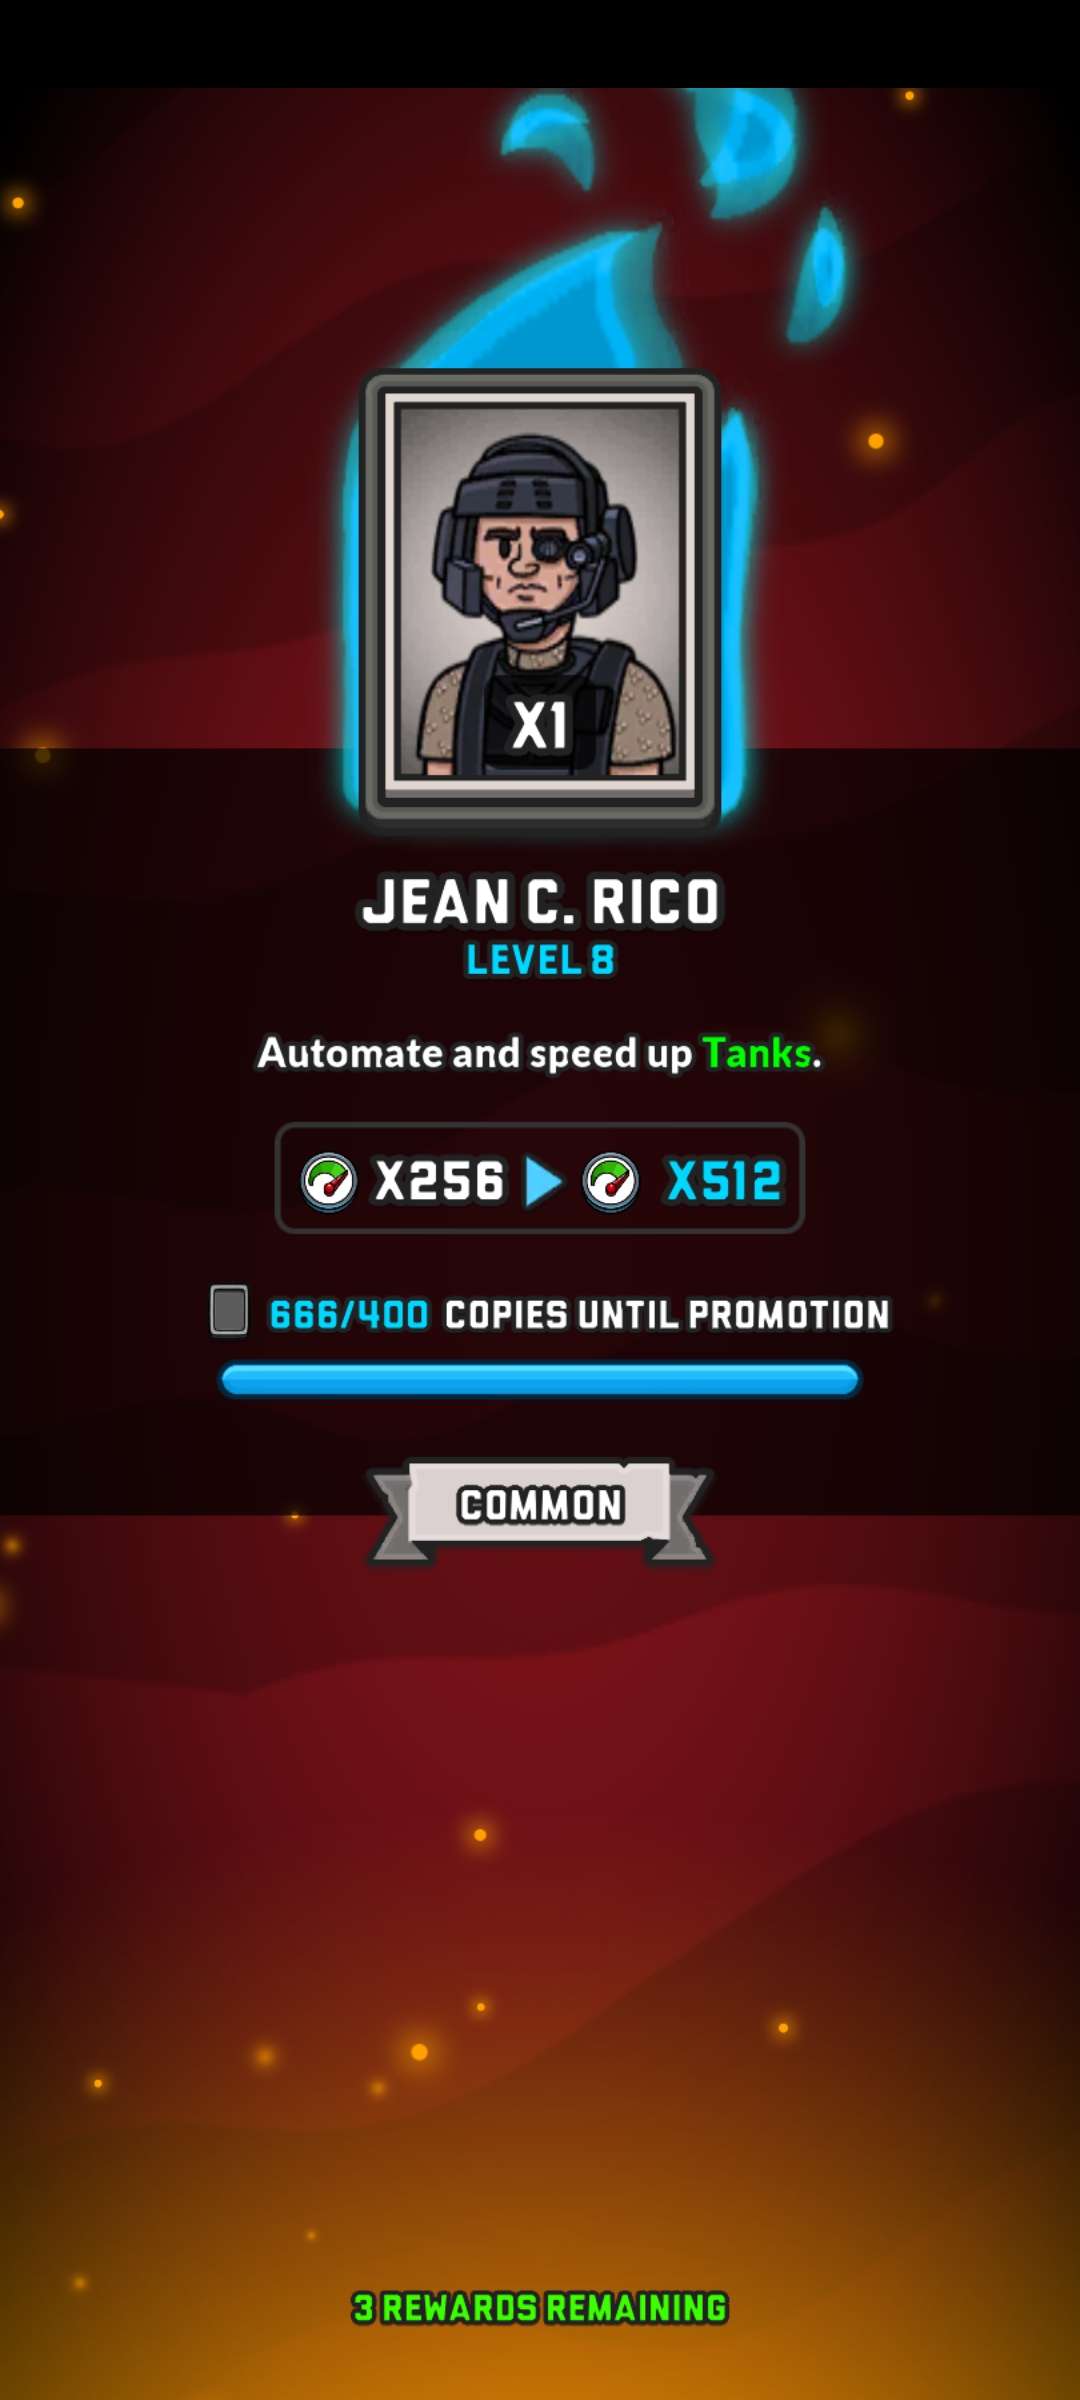 X1
JEAN C. RICO
LEVEL 8
Automate and speed up Tanks.
X256 X512
666/400 COPIES UNTIL PROMOTION
COMMON
3 REWARDS REMAINING